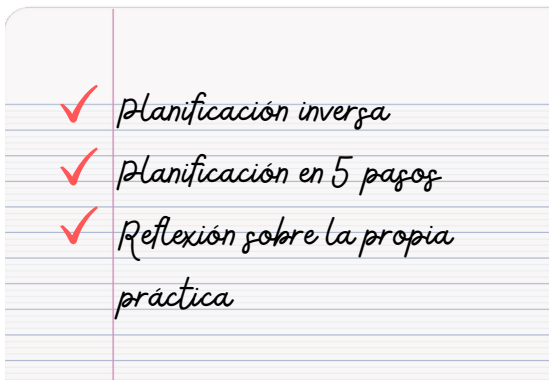 Planificación inversa
Planificación en 5 pasos
Reflexión sobre la propia
práctica